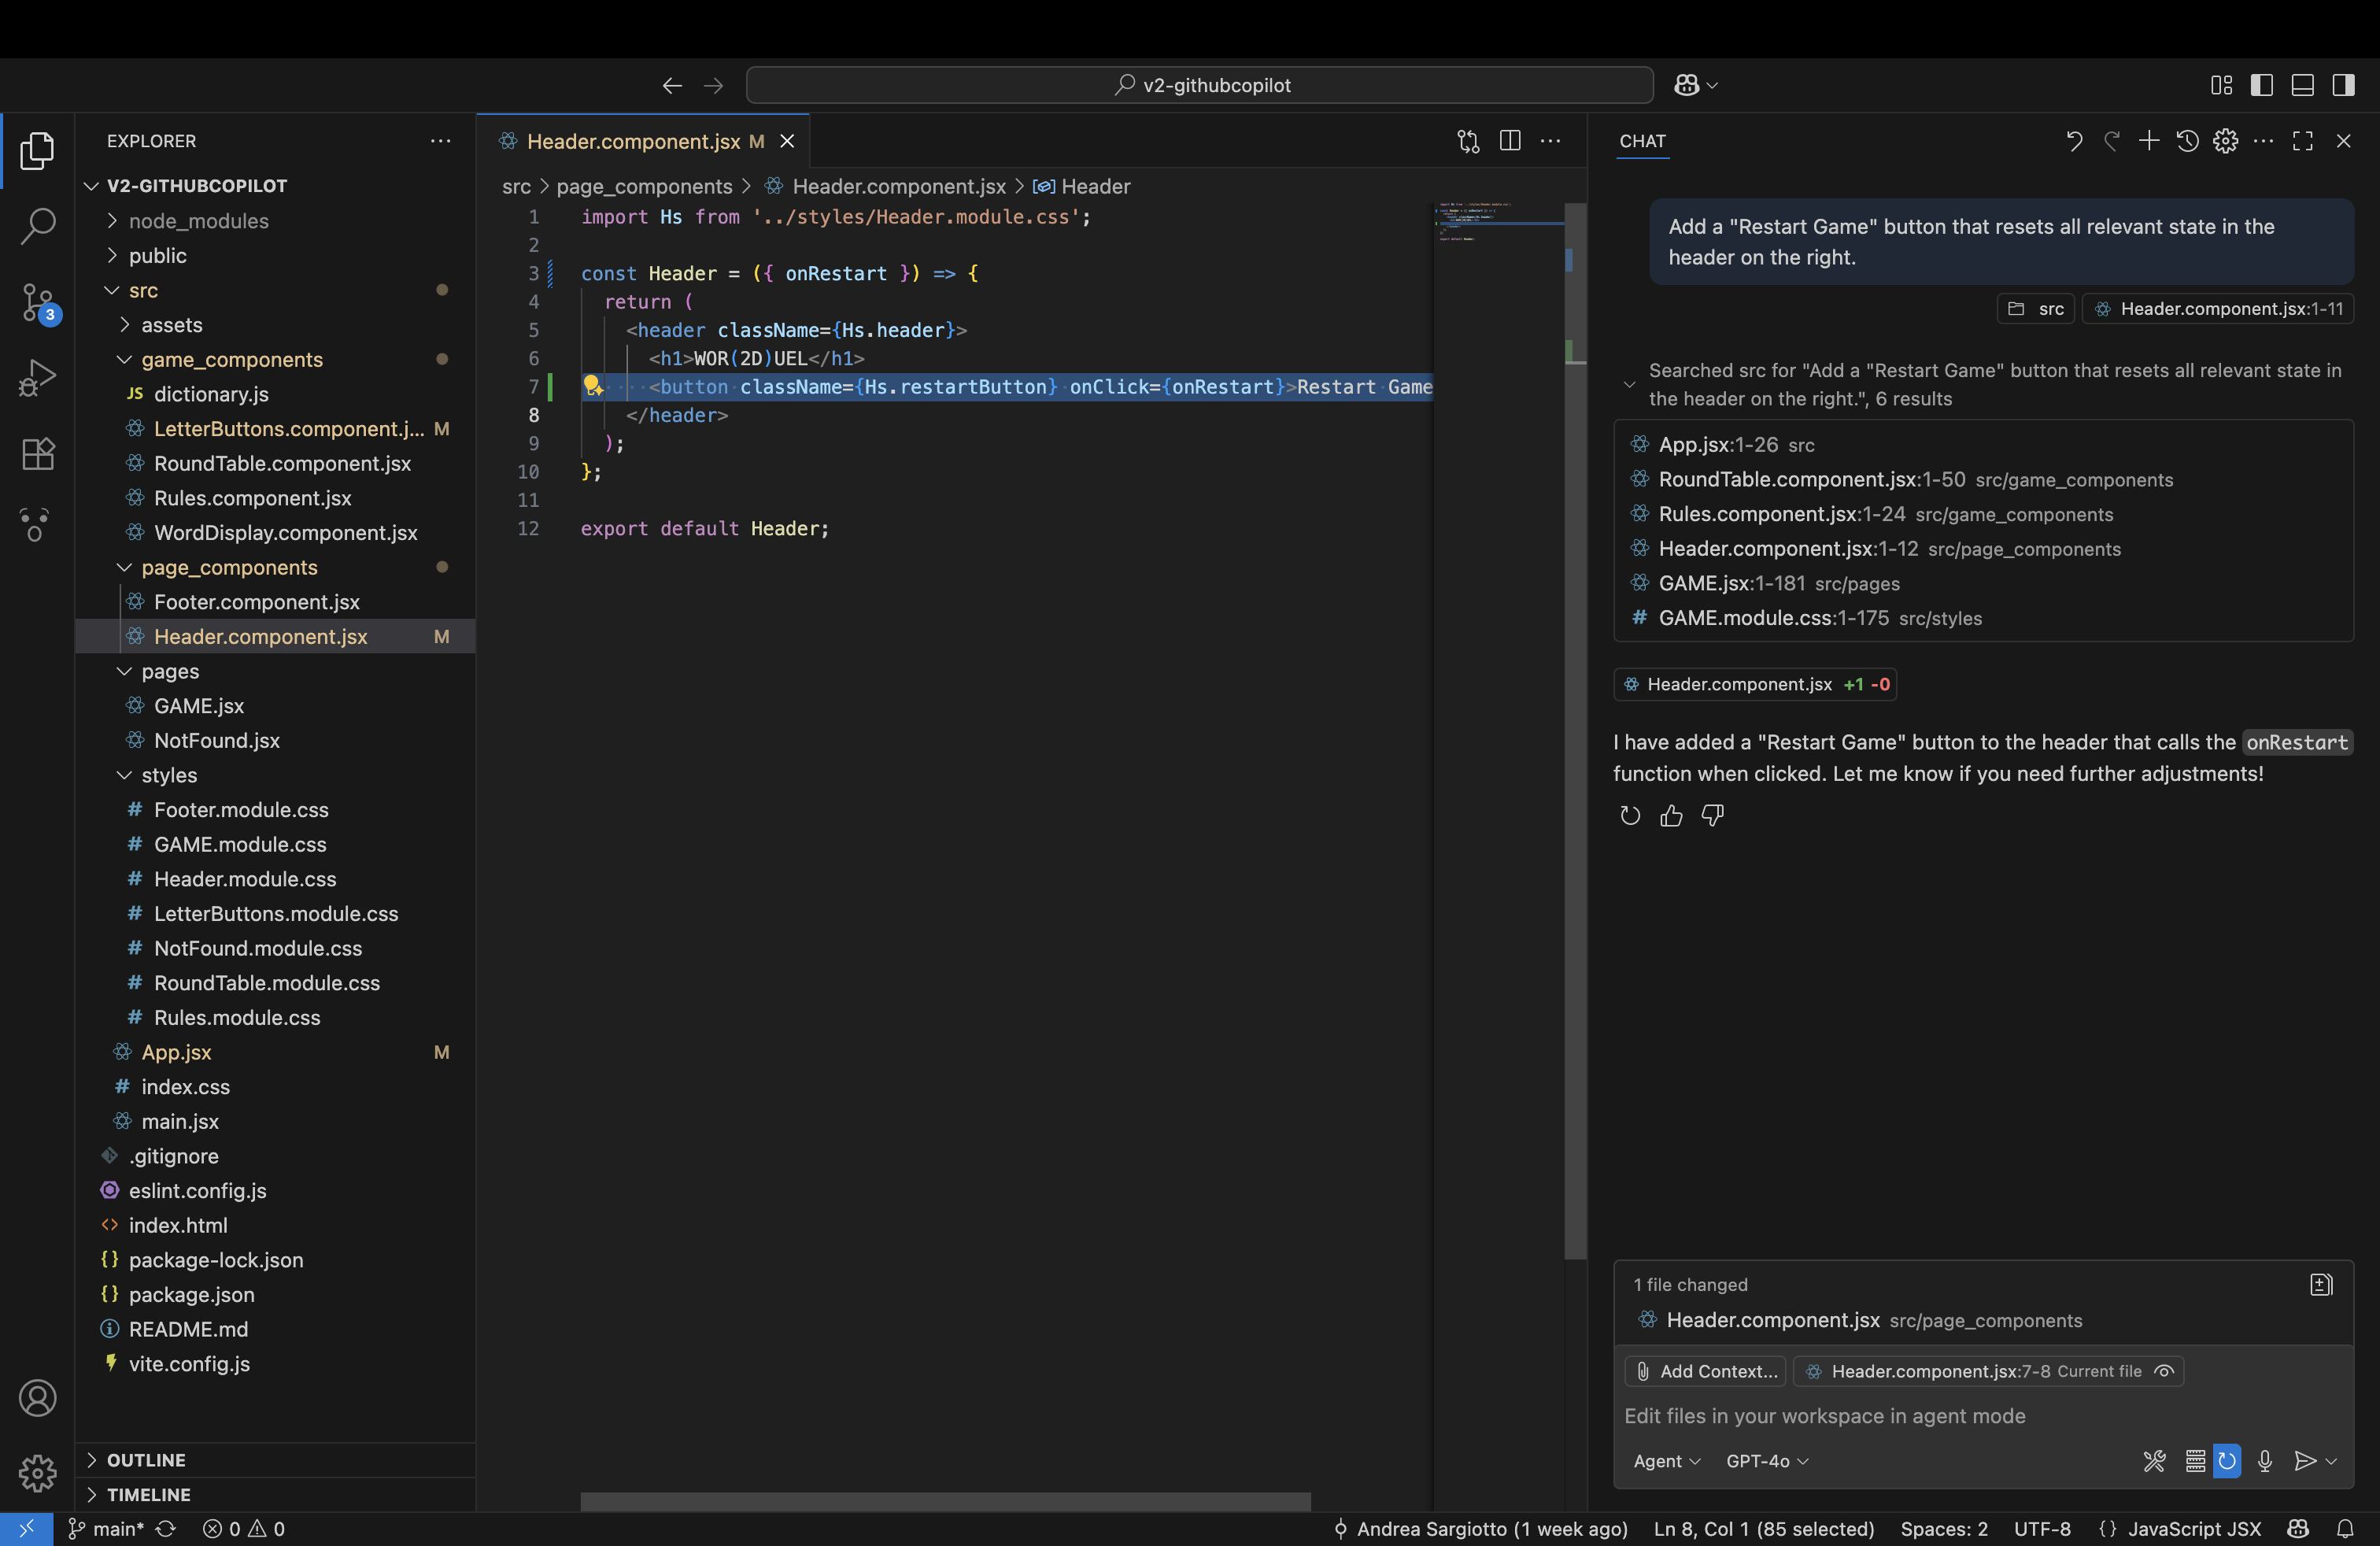 v2-githubcopilot
EXPLORER
V2-GITHUBCOPILOT
node_modules
public
src
assets
game_components
JS dictionary.js
LetterButtons.component.j... M
RoundTable.component.jsx
Rules.component.jsx
WordDisplay.component.jsx
page_components
Footer.component.jsx
Header.component.jsx M
pages
GAME.jsx
NotFound.jsx
styles
# Footer.module.css
# GAME.module.css
# Header.module.css
# LetterButtons.module.css
# NotFound.module.css
# RoundTable.module.css
# Rules.module.css
App.jsx M
# index.css
main.jsx
.gitignore
eslint.config.js
<> index.html
{} package-lock.json
{} package.json
README.md
vite.config.js
OUTLINE
TIMELINE
3
Header.component.jsx M
src > page_components > Header.component.jsx > Header
1 import Hs from '../styles/Header.module.css';
2
3 const Header = ({ onRestart }) => {
4 return (
5 <header className={Hs.header}>
6 <h1>WOR(2D)UEL</h1>
7 <button className={Hs.restartButton} onClick={onRestart}>Restart Game
8 </header>
9 );
10 };
11
12 export default Header;
CHAT
Add a "Restart Game" button that resets all relevant state in the
header on the right.
src Header.component.jsx:1-11
Searched src for "Add a "Restart Game" button that resets all relevant state in
the header on the right.", 6 results
App.jsx:1-26 src
RoundTable.component.jsx:1-50 src/game_components
Rules.component.jsx:1-24 src/game_components
Header.component.jsx:1-12 src/page_components
GAME.jsx:1-181 src/pages
# GAME.module.css:1-175 src/styles
Header.component.jsx +1 -0
I have added a "Restart Game" button to the header that calls the onRestart
function when clicked. Let me know if you need further adjustments!
1 file changed
Header.component.jsx src/page_components
Add Context... Header.component.jsx:7-8 Current file
Edit files in your workspace in agent mode
Agent GPT-4o
main* 0 0 Andrea Sargiotto (1 week ago) Ln 8, Col 1 (85 selected) Spaces: 2 UTF-8 {} JavaScript JSX